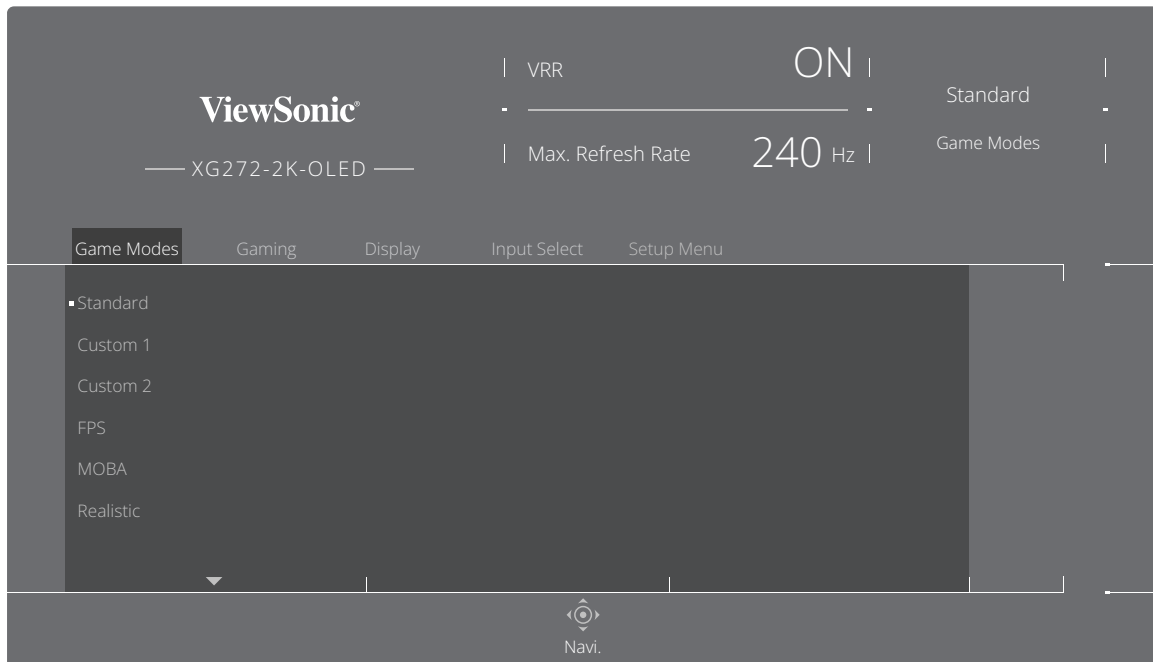 ViewSonic®
XG272-2K-OLED
VRR ON
Max. Refresh Rate 240 Hz
Standard
Game Modes
Game Modes Gaming Display Input Select Setup Menu
Standard
Custom 1
Custom 2
FPS
MOBA
Realistic
Navi.